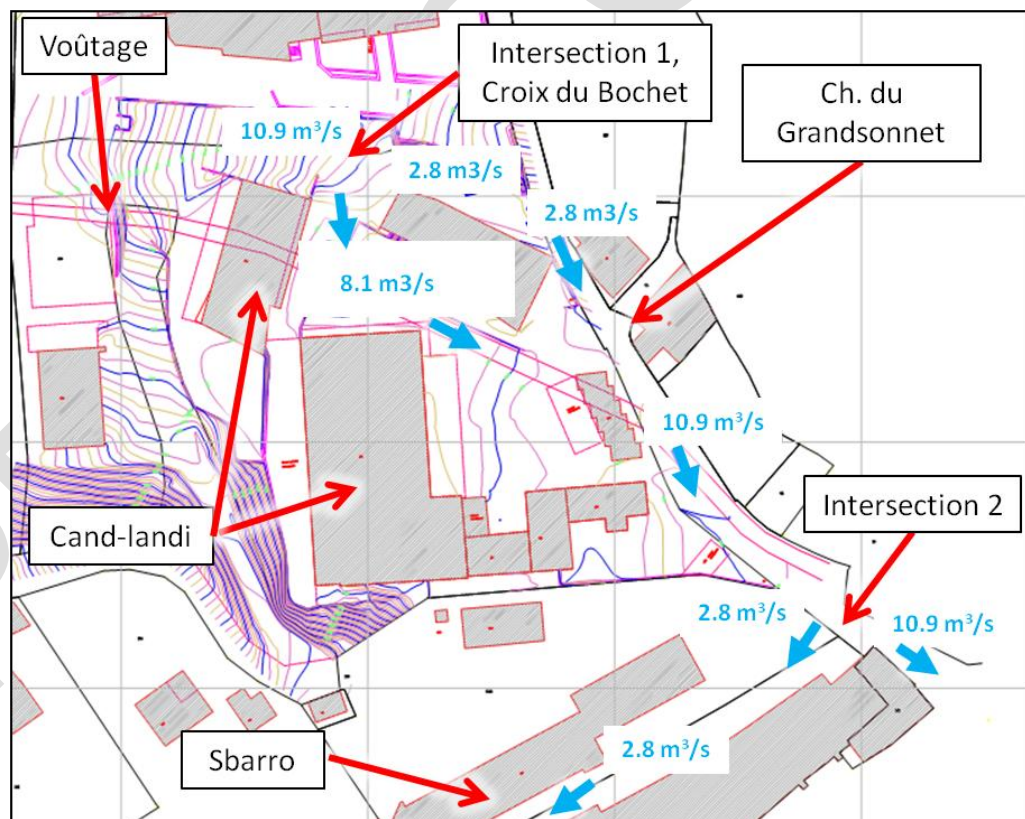 Voûtage
Intersection 1,
Croix du Bochet
Ch. du
Grandsonnet
10.9 m³/s
2.8 m3/s
2.8 m3/s
8.1 m3/s
10.9 m³/s
Intersection 2
Cand-landi
2.8 m³/s
10.9 m³/s
Sbarro
2.8 m³/s